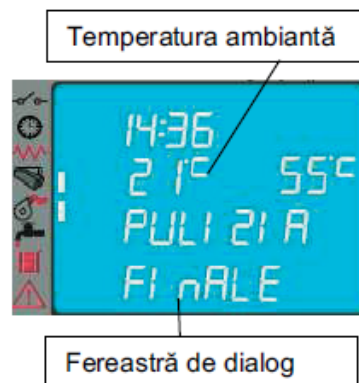 Temperatura ambiantă
14:36
21°C 55°C
PULIZIA
FInALE
Fereastră de dialog